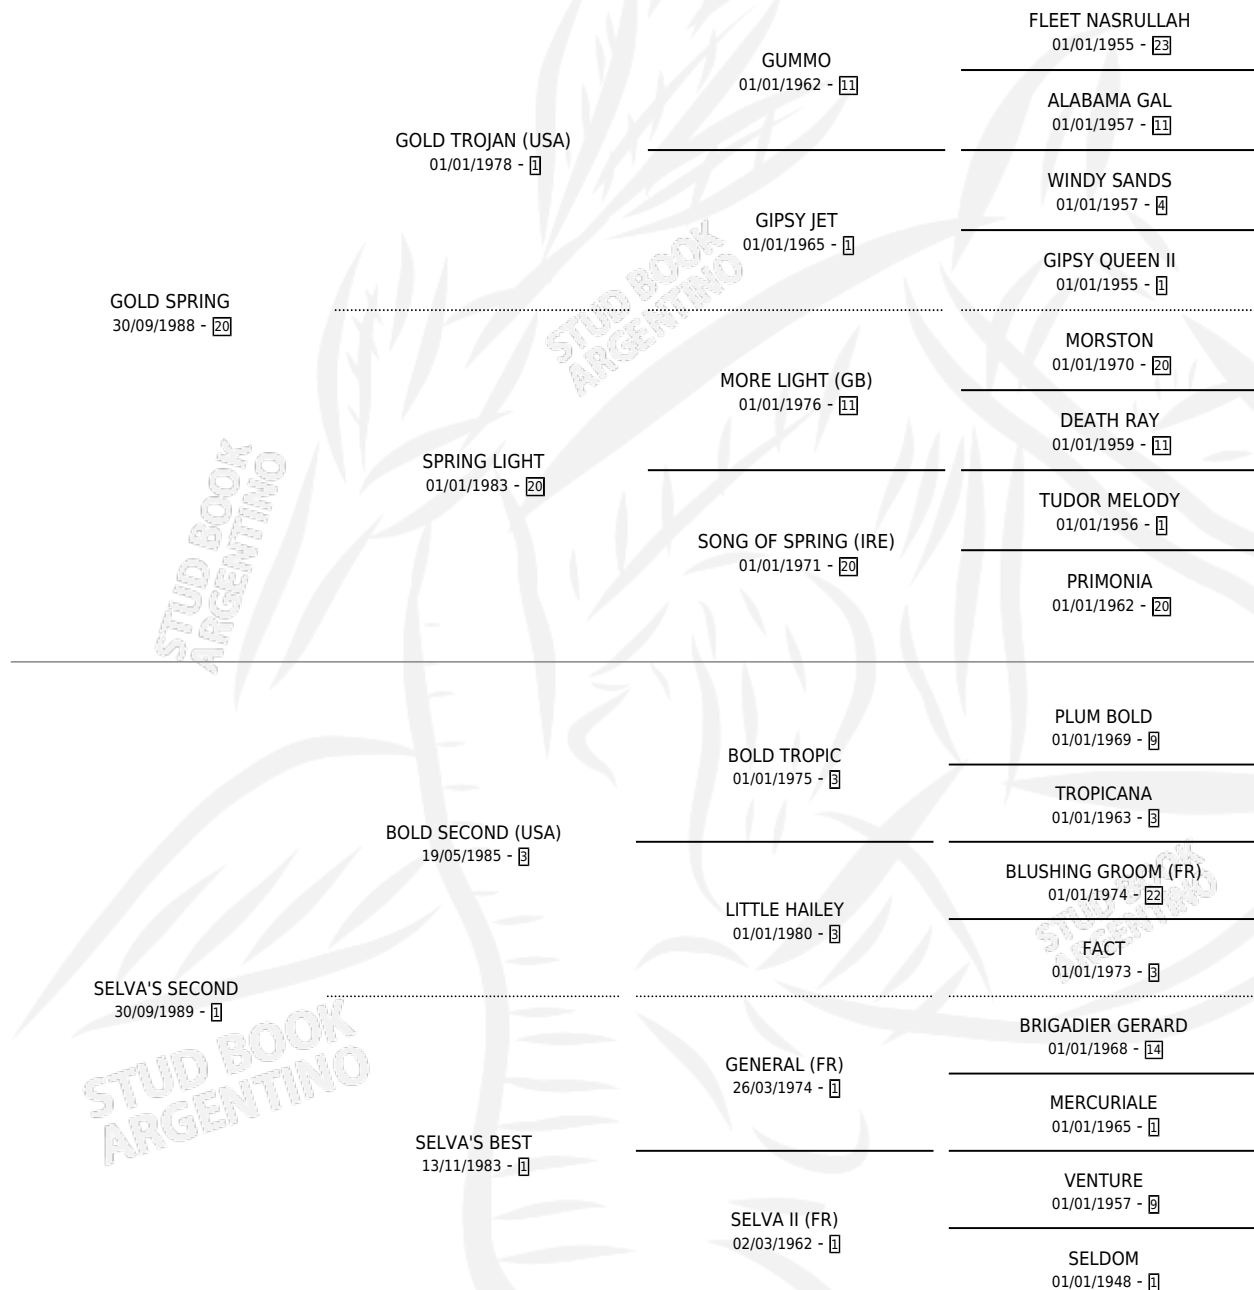 FLEET NASRULLAH
01/01/1955 - 23
GUMMO
01/01/1962 - 11
ALABAMA GAL
01/01/1957 - 11
GOLD TROJAN (USA)
01/01/1978 - 1
WINDY SANDS
01/01/1957 - 4
GIPSY JET
01/01/1965 - 1
GIPSY QUEEN II
01/01/1955 - 1
GOLD SPRING
30/09/1988 - 20
MORSTON
01/01/1970 - 20
MORE LIGHT (GB)
01/01/1976 - 11
DEATH RAY
01/01/1959 - 11
SPRING LIGHT
01/01/1983 - 20
TUDOR MELODY
01/01/1956 - 1
SONG OF SPRING (IRE)
01/01/1971 - 20
PRIMONIA
01/01/1962 - 20
PLUM BOLD
01/01/1969 - 9
BOLD TROPIC
01/01/1975 - 3
TROPICANA
01/01/1963 - 3
BOLD SECOND (USA)
19/05/1985 - 3
BLUSHING GROOM (FR)
01/01/1974 - 22
LITTLE HAILEY
01/01/1980 - 3
FACT
01/01/1973 - 3
SELVA'S SECOND
30/09/1989 - 1
BRIGADIER GERARD
01/01/1968 - 14
GENERAL (FR)
26/03/1974 - 1
MERCURIALE
01/01/1965 - 1
SELVA'S BEST
13/11/1983 - 1
VENTURE
01/01/1957 - 9
SELVA II (FR)
02/03/1962 - 1
SELDOM
01/01/1948 - 1
STUD BOOK
ARGENTINO
STUD BOOK
ARGENTINO
STUD BOOK
ARGENTINO
STUD BOOK
ARGENTINO